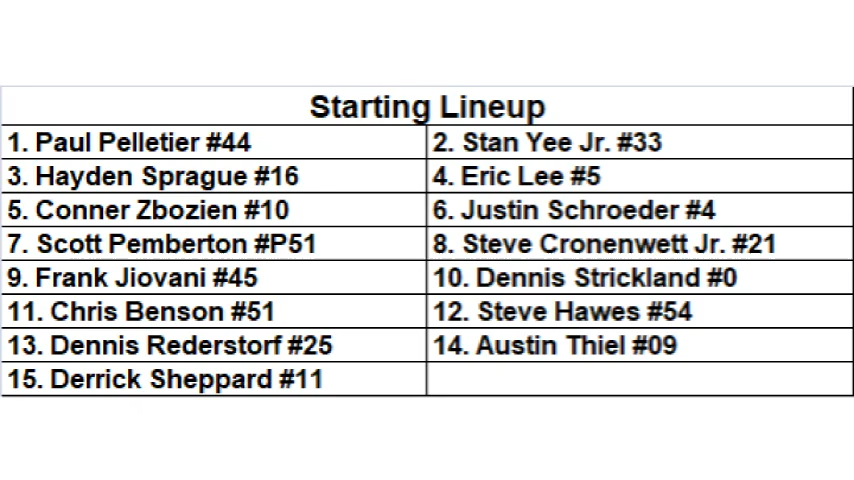 Starting Lineup
1. Paul Pelletier #44
2. Stan Yee Jr. #33
3. Hayden Sprague #16
4. Eric Lee #5
5. Conner Zbozien #10
6. Justin Schroeder #4
7. Scott Pemberton #P51
8. Steve Cronenwett Jr. #21
9. Frank Jiovani #45
10. Dennis Strickland #0
11. Chris Benson #51
12. Steve Hawes #54
13. Dennis Rederstorf #25
14. Austin Thiel #09
15. Derrick Sheppard #11